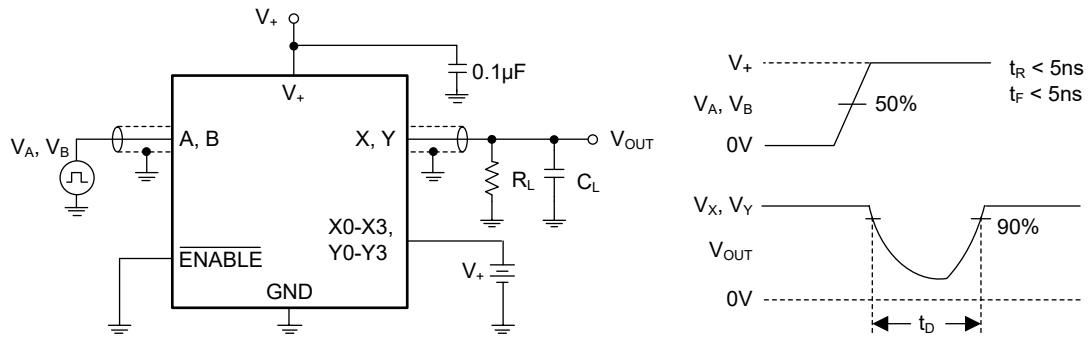 V+
0.1µF
V+
VA, VB
A, B
X, Y
VOUT
RL
CL
X0-X3,
Y0-Y3
ENABLE
V+
GND
V+
tR < 5ns
tF < 5ns
VA, VB
50%
0V
VX, VY
90%
VOUT
0V
tD